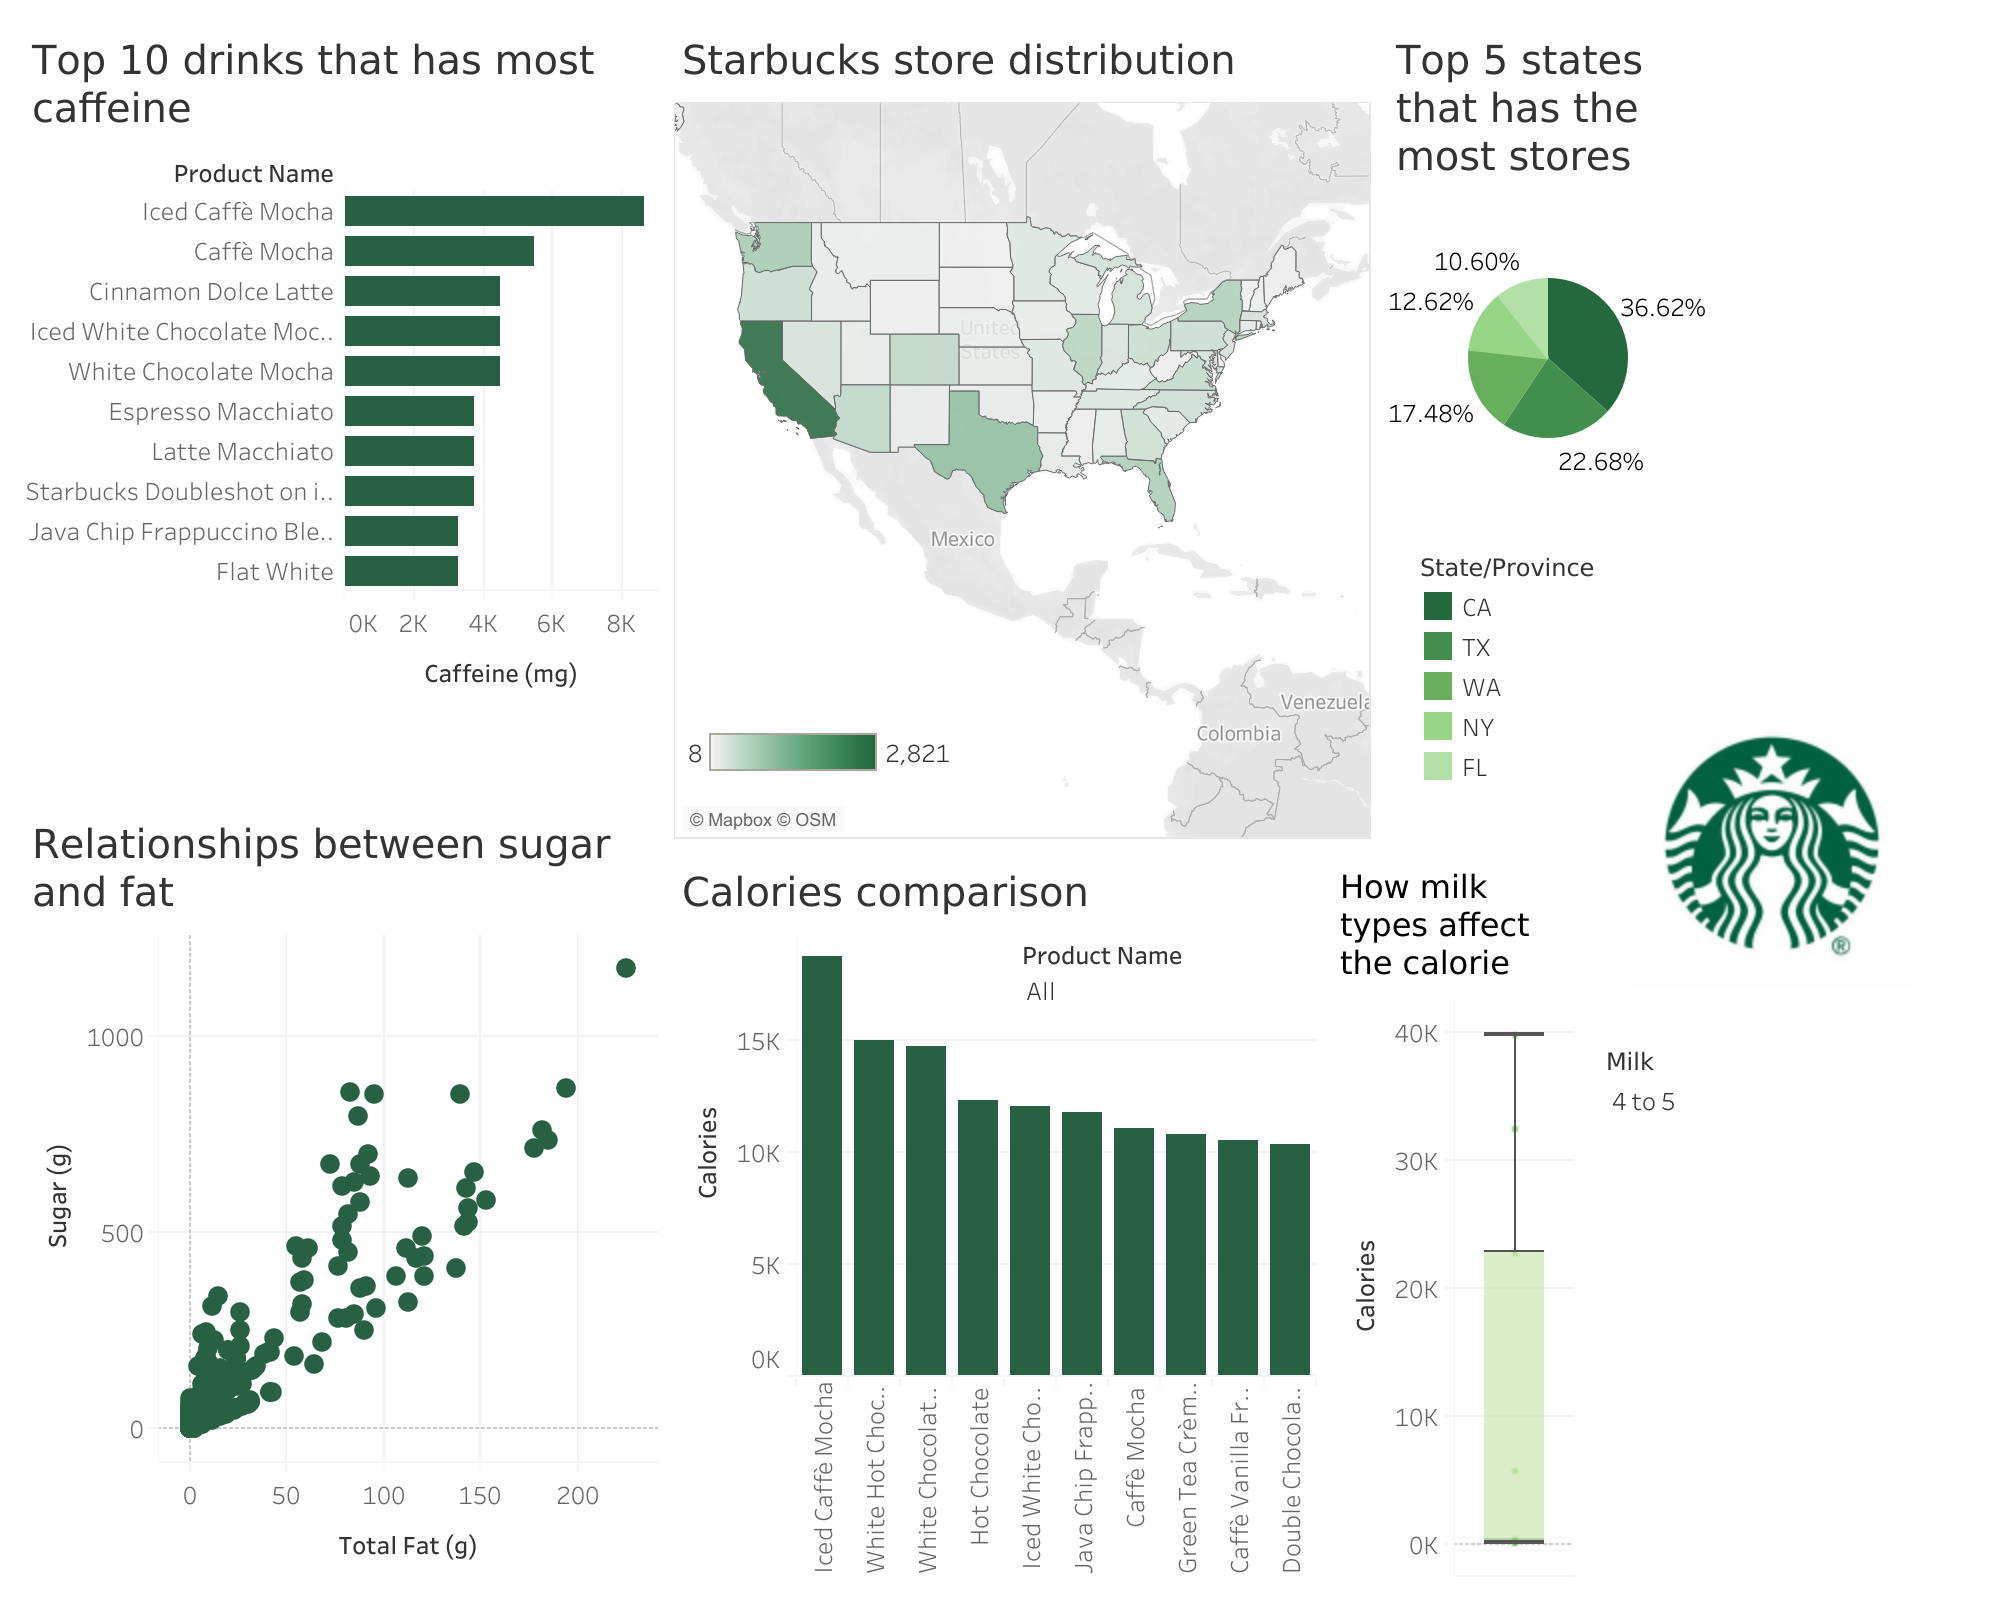 Top 10 drinks that has most
caffeine
Product Name
Iced Caffè Mocha
Caffè Mocha
Cinnamon Dolce Latte
Iced White Chocolate Moc..
White Chocolate Mocha
Espresso Macchiato
Latte Macchiato
Starbucks Doubleshot on i..
Java Chip Frappuccino Ble..
Flat White
0K 2K 4K 6K 8K
Caffeine (mg)
Starbucks store distribution
United
States
Mexico
Venezuela
Colombia
8 2,821
© Mapbox © OSM
Top 5 states
that has the
most stores
10.60%
12.62%
36.62%
17.48%
22.68%
State/Province
CA
TX
WA
NY
FL
®
Relationships between sugar
and fat
1000
500
0
Sugar (g)
0 50 100 150 200
Total Fat (g)
Calories comparison
Product Name
All
15K
10K
5K
0K
Calories
Iced Caffè Mocha
White Hot Choc..
White Chocolat..
Hot Chocolate
Iced White Cho..
Java Chip Frapp..
Caffè Mocha
Green Tea Crèm..
Caffè Vanilla Fr..
Double Chocola..
How milk
types affect
the calorie
40K
30K
20K
10K
0K
Calories
Milk
4 to 5